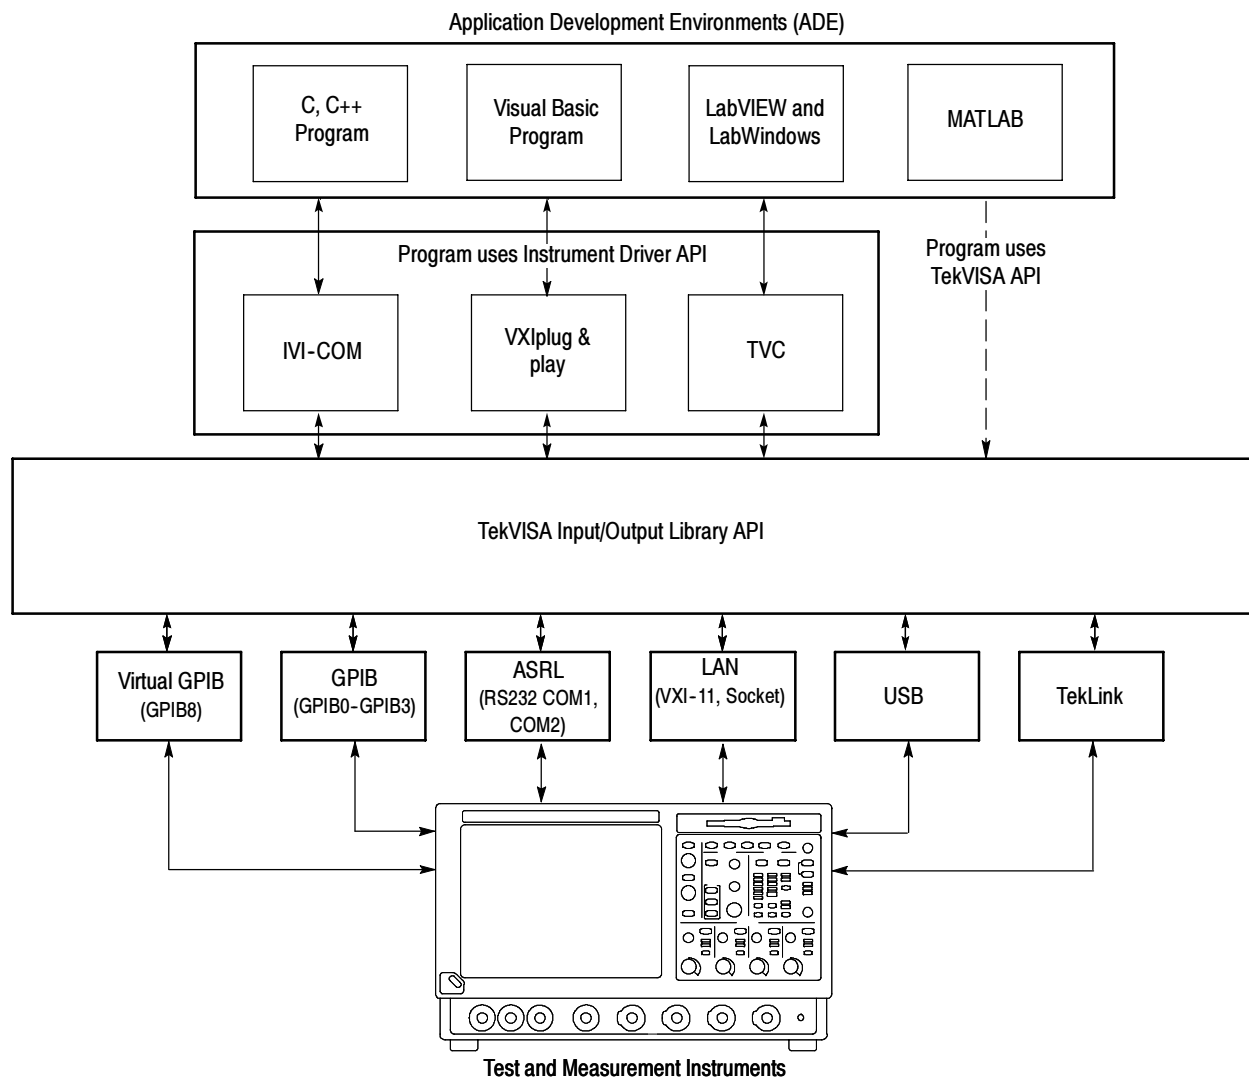 Application Development Environments (ADE)
C, C++
Program
Visual Basic
Program
LabVIEW and
LabWindows
MATLAB
Program uses Instrument Driver API
Program uses
TekVISA API
IVI-COM
VXIplug &
play
TVC
TekVISA Input/Output Library API
Virtual GPIB
(GPIB8)
GPIB
(GPIB0-GPIB3)
ASRL
(RS232 COM1,
COM2)
LAN
(VXI-11, Socket)
USB
TekLink
Test and Measurement Instruments